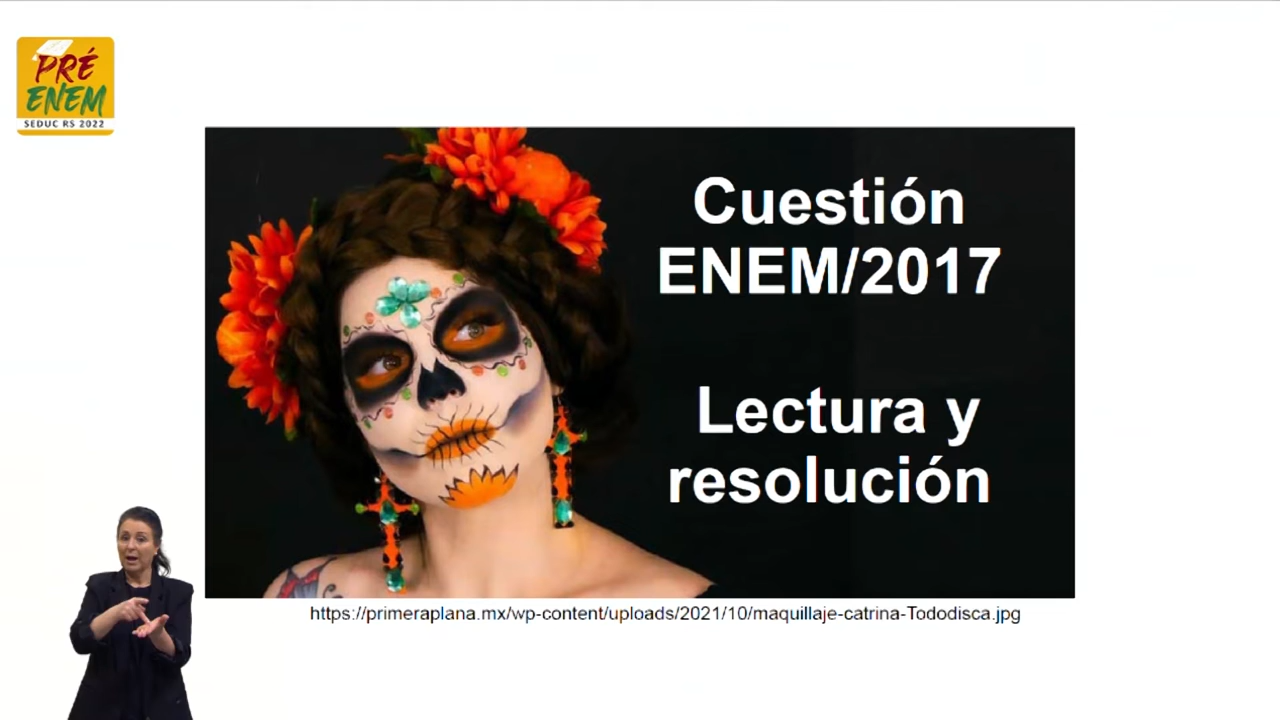 PRÉ
ENEM
SEDUC RS 2022
Cuestión
ENEM/2017
Lectura y
resolución
https://primeraplana.mx/wp-content/uploads/2021/10/maquillaje-catrina-Tododisca.jpg